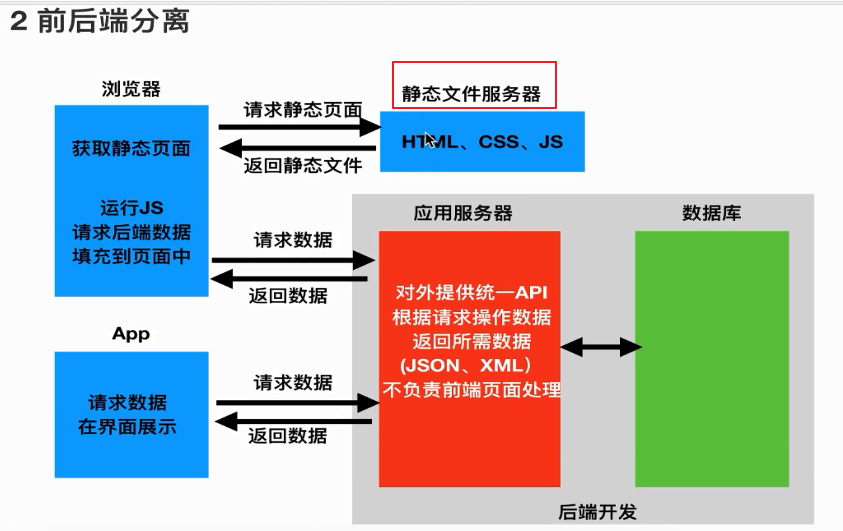 2 前后端分离
浏览器
获取静态页面
运行JS
请求后端数据
填充到页面中
请求静态页面
返回静态文件
静态文件服务器
HTML、CSS、JS
请求数据
返回数据
应用服务器
对外提供统一API
根据请求操作数据
返回所需数据
(JSON、XML）
不负责前端页面处理
数据库
App
请求数据
在界面展示
请求数据
返回数据
后端开发